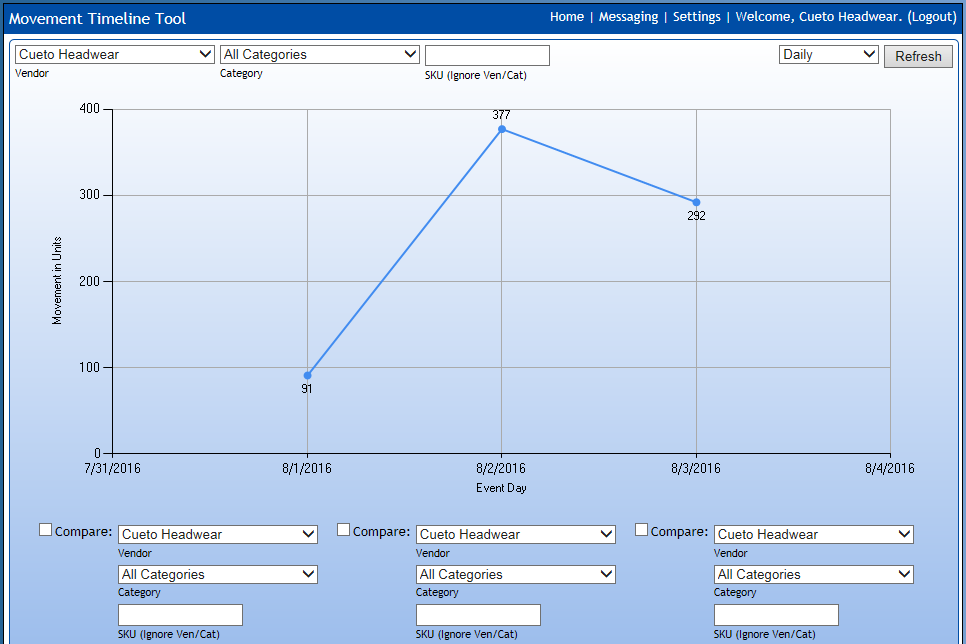 Movement Timeline Tool
Home | Messaging | Settings | Welcome, Cueto Headwear. (Logout)
Cueto Headwear All Categories Daily Refresh
Vendor Category SKU (Ignore Ven/Cat)
400
377
300
292
200
100
91
0
Movement in Units
7/31/2016 8/1/2016 8/2/2016 8/3/2016 8/4/2016
Event Day
Compare: Cueto Headwear Compare: Cueto Headwear Compare: Cueto Headwear
Vendor Vendor Vendor
All Categories All Categories All Categories
Category Category Category
SKU (Ignore Ven/Cat) SKU (Ignore Ven/Cat) SKU (Ignore Ven/Cat)